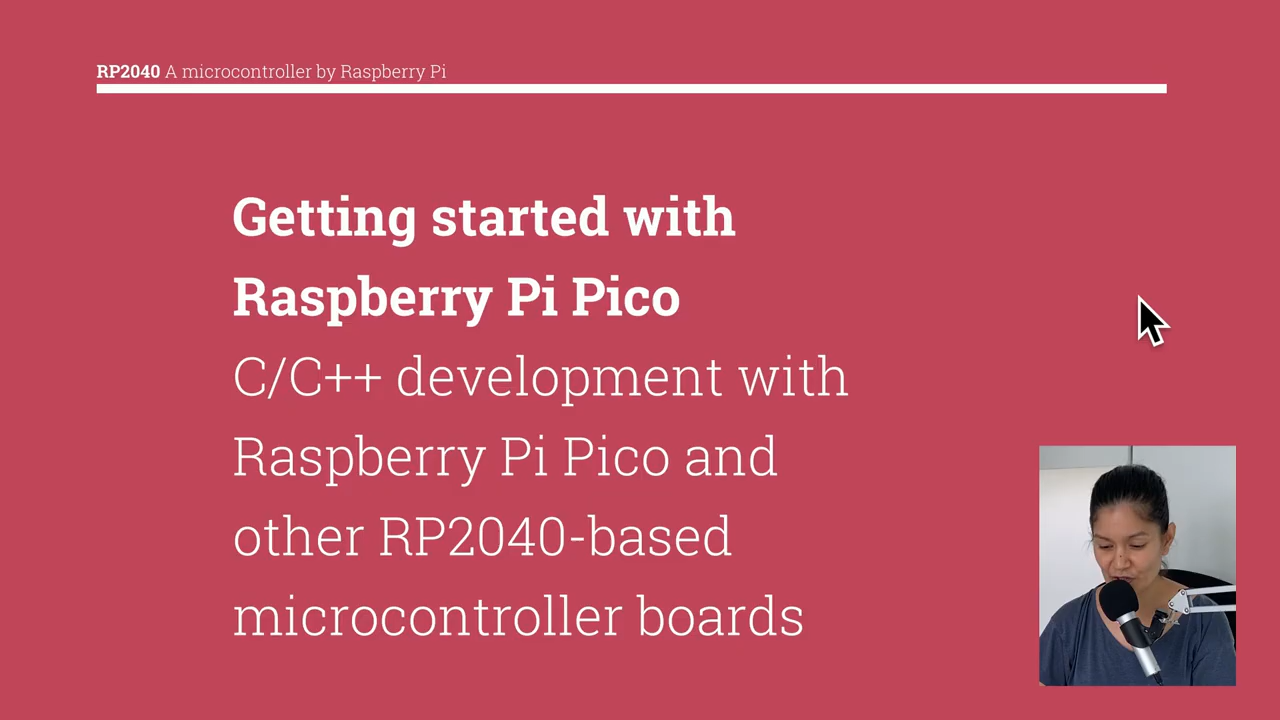 RP2040 A microcontroller by Raspberry Pi
Getting started with
Raspberry Pi Pico
C/C++ development with
Raspberry Pi Pico and
other RP2040-based
microcontroller boards